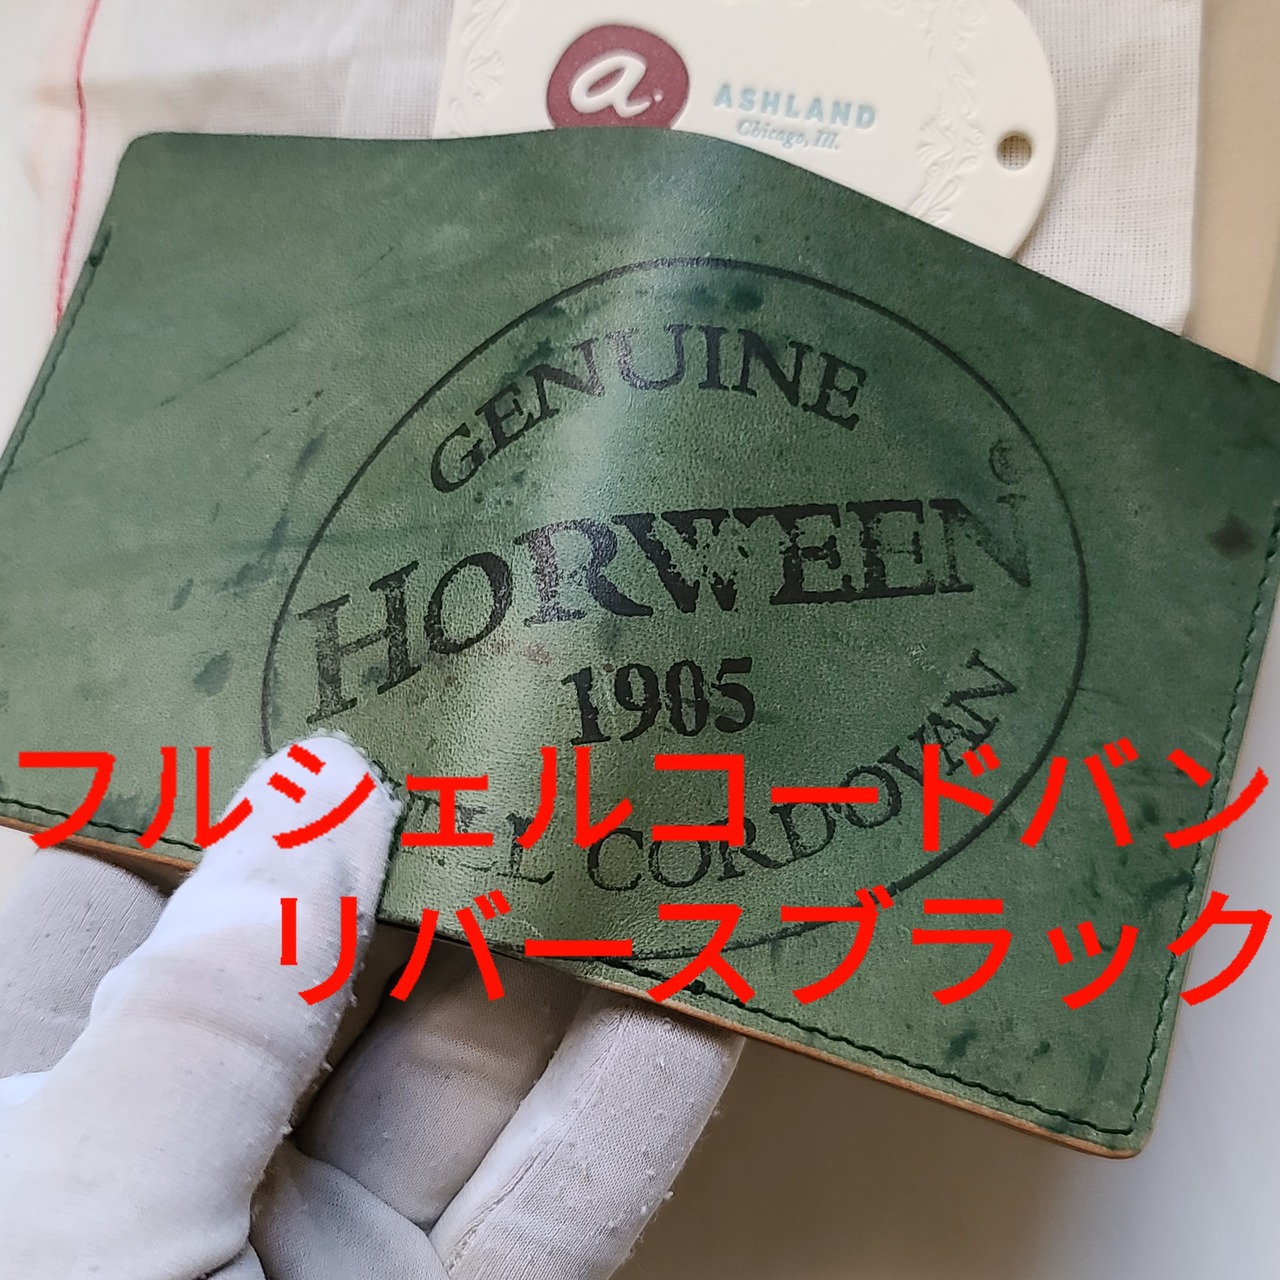 a.
ASHLAND
Chicago, Ill.
GENUINE
HORWEEN
®
1905
CORDOVAN
フルシェルコードバン
リバースブラック